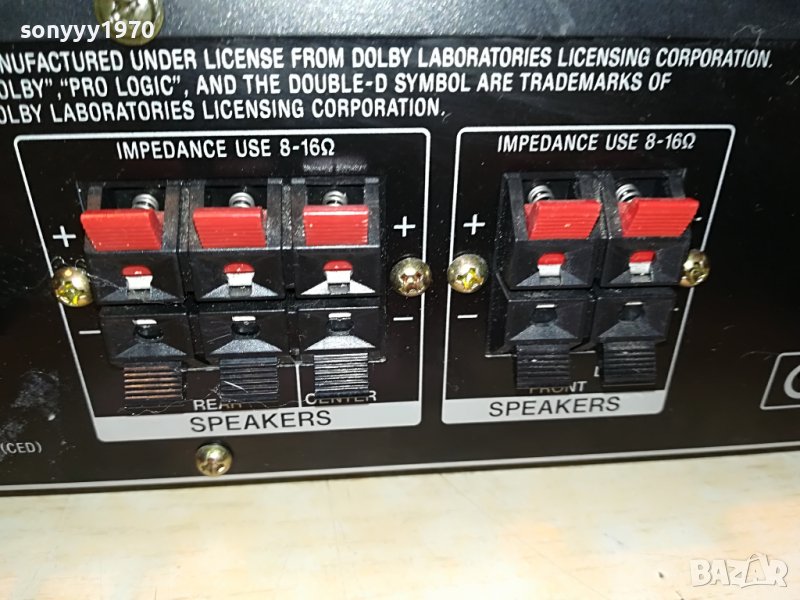 sonyyy1970
NUFACTURED UNDER LICENSE FROM DOLBY LABORATORIES LICENSING CORPORATION.
OLBY", "PRO LOGIC", AND THE DOUBLE-D SYMBOL ARE TRADEMARKS OF
OLBY LABORATORIES LICENSING CORPORATION.
IMPEDANCE USE 8-16Ω
IMPEDANCE USE 8-16Ω
+ + + -
- - -
REAR CENTER
FRONT
SPEAKERS
SPEAKERS
(CED)
BAZAR